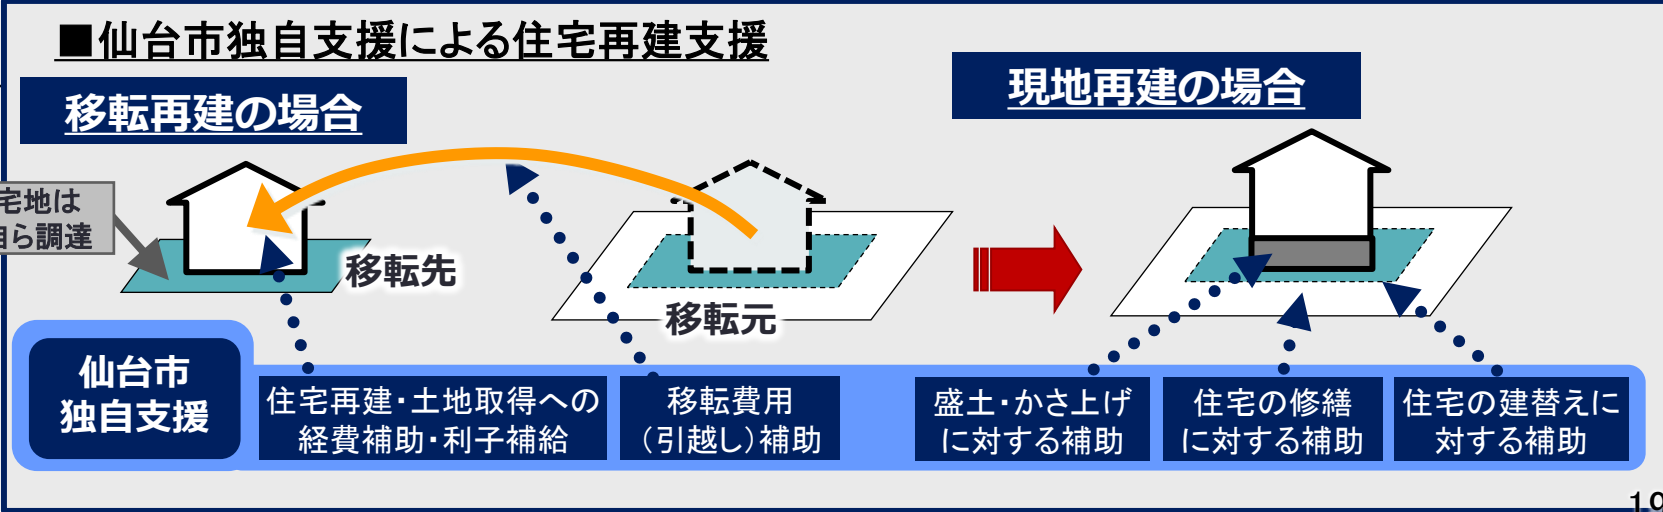 ■仙台市独自支援による住宅再建支援
移転再建の場合
現地再建の場合
宅地は
自ら調達
移転先
移転元
仙台市
独自支援
住宅再建・土地取得への
経費補助・利子補給
移転費用
（引越し）補助
盛土・かさ上げ
に対する補助
住宅の修繕
に対する補助
住宅の建替えに
対する補助
19